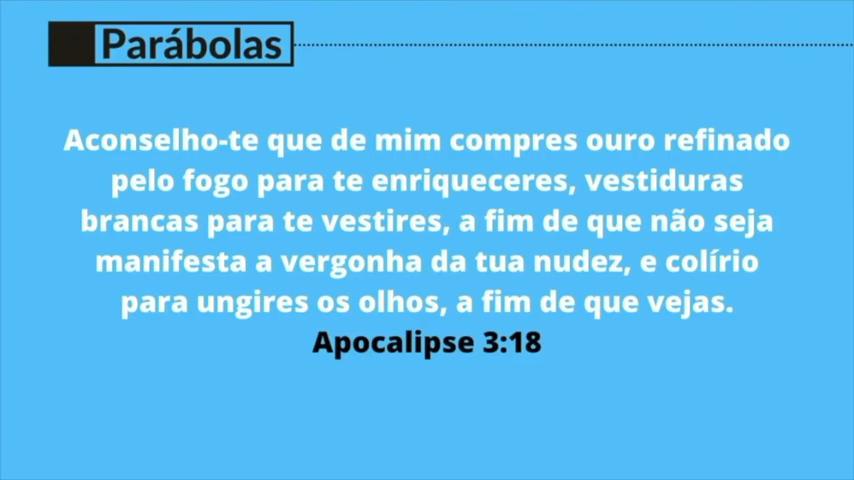 Parábolas
Aconselho-te que de mim compres ouro refinado
pelo fogo para te enriqueceres, vestiduras
brancas para te vestires, a fim de que não seja
manifesta a vergonha da tua nudez, e colírio
para ungires os olhos, a fim de que vejas.
Apocalipse 3:18